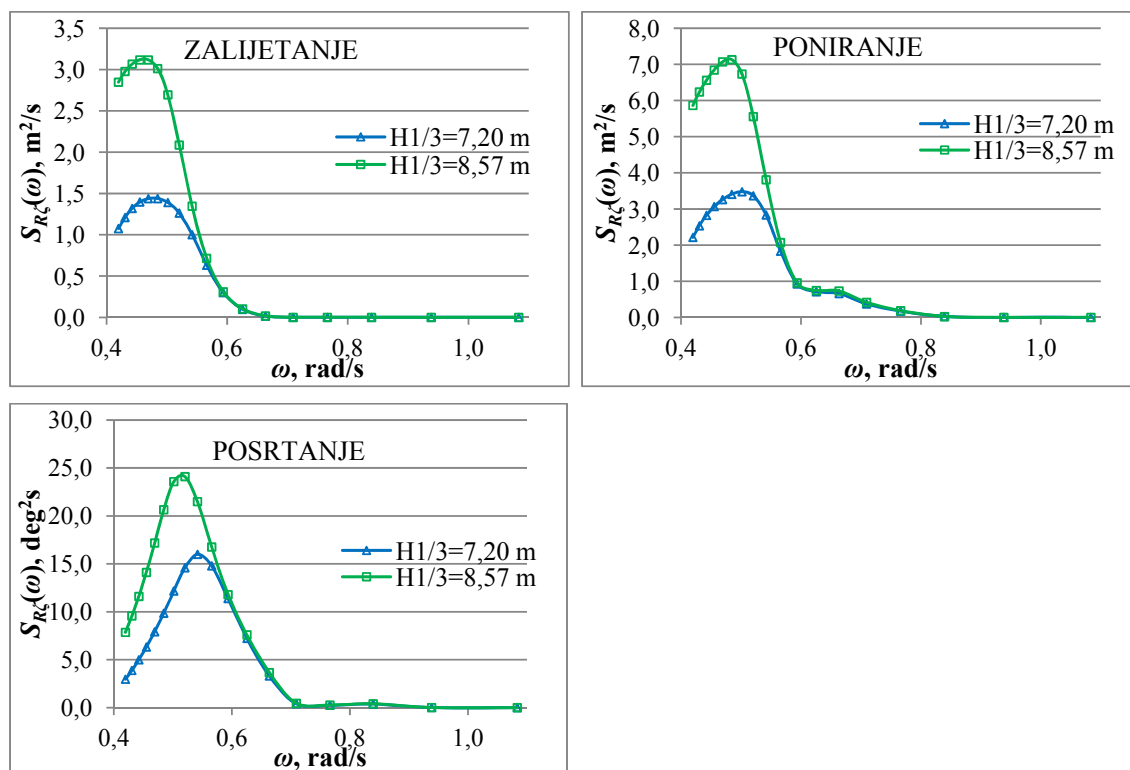 ZALIJETANJE
S_Rζ(ω), m²/s
3,5
3,0
2,5
2,0
1,5
1,0
0,5
0,0
H1/3=7,20 m
H1/3=8,57 m
0,4 0,6 0,8 1,0
ω, rad/s
PONIRANJE
S_Rζ(ω), m²/s
8,0
7,0
6,0
5,0
4,0
3,0
2,0
1,0
0,0
H1/3=7,20 m
H1/3=8,57 m
0,4 0,6 0,8 1,0
ω, rad/s
POSRTANJE
S_Rζ(ω), deg²s
30,0
25,0
20,0
15,0
10,0
5,0
0,0
H1/3=7,20 m
H1/3=8,57 m
0,4 0,6 0,8 1,0
ω, rad/s